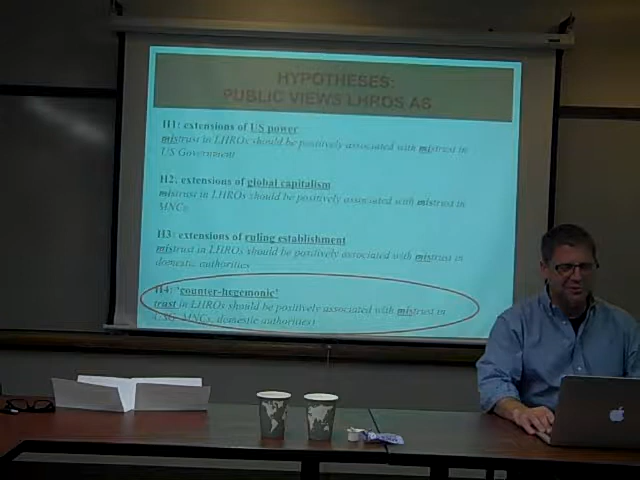 HYPOTHESES:
PUBLIC VIEWS LHROS AS
H1: extensions of US power
mistrust in LHROs should be positively associated with mistrust in
US Government
H2: extensions of global capitalism
mistrust in LHROs should be positively associated with mistrust in
MNCs
H3: extensions of ruling establishment
mistrust in LHROs should be positively associated with mistrust in
domestic authorities
H4: 'counter-hegemonic'
trust in LHROs should be positively associated with mistrust in
USG, MNCs, domestic authorities)